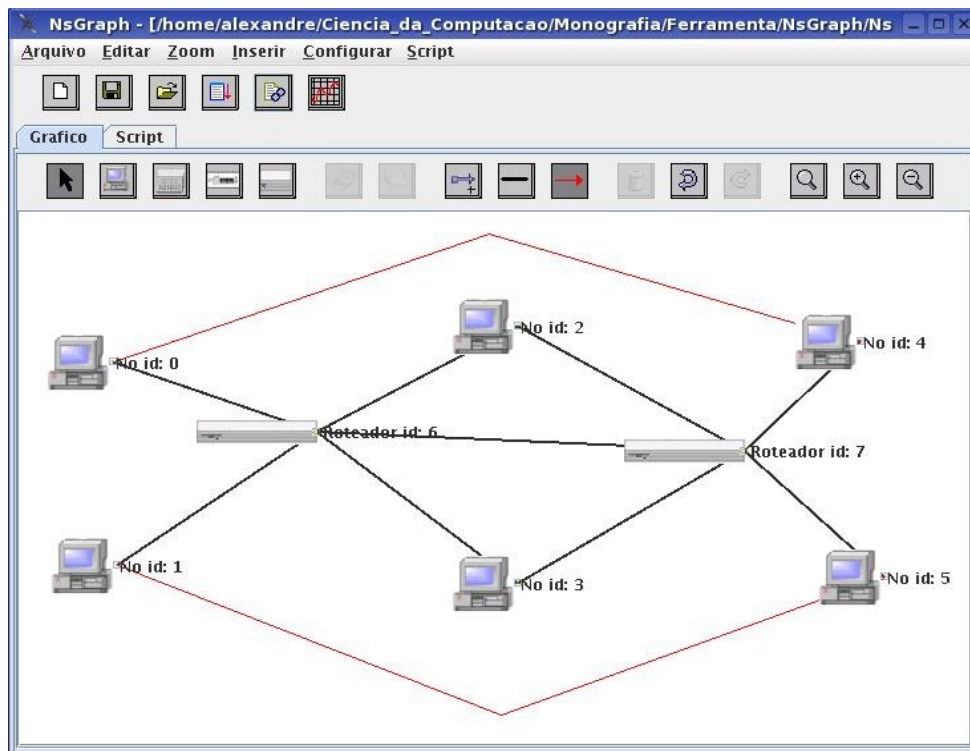 NsGraph - [/home/alexandre/Ciencia_da_Computacao/Monografia/Ferramenta/NsGraph/Ns
Arquivo Editar Zoom Inserir Configurar Script
Grafico Script
No id: 2
No id: 4
No id: 0
Roteador id: 6
Roteador id: 7
No id: 1
No id: 3
No id: 5